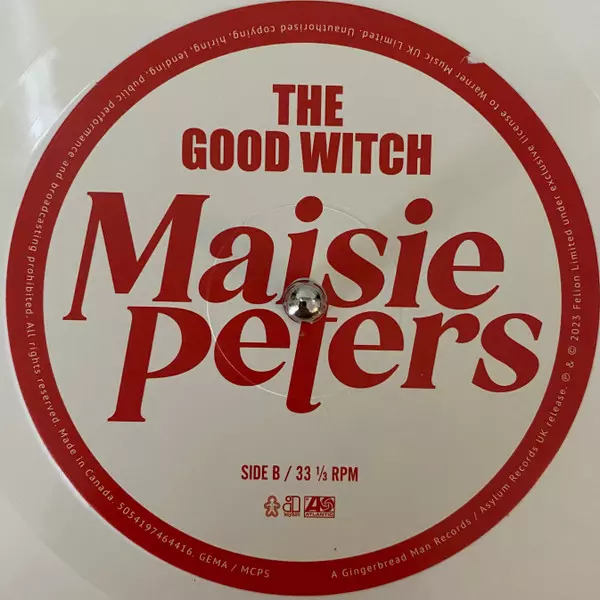 THE
GOOD WITCH
Maisie
Peters
SIDE B / 33 ⅓ RPM
asylum
ATLANTIC
℗ & © 2023 Felion Limited under exclusive license to Warner Music UK Limited. Unauthorised copying, hiring, lending, public performance and broadcasting prohibited. All rights reserved. Made in Canada. 5054197464416. GEMA / MCPS
A Gingerbread Man Records / Asylum Records UK release.